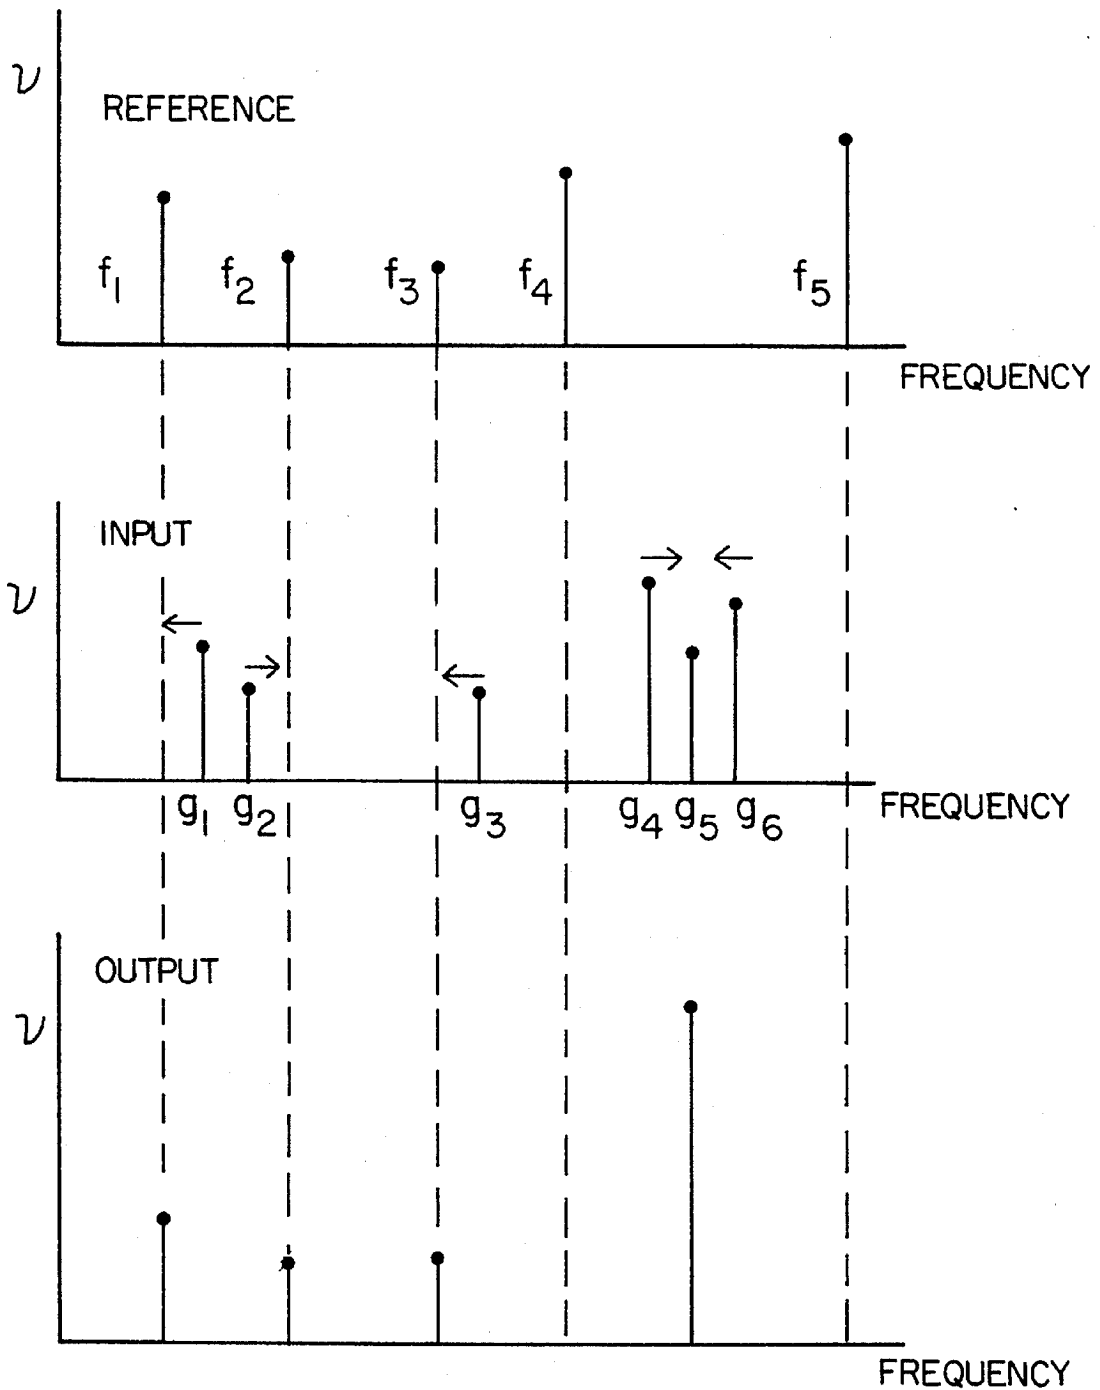 ν
REFERENCE
f1 f2 f3 f4 f5
FREQUENCY
INPUT
ν
g1 g2 g3 g4 g5 g6
FREQUENCY
OUTPUT
ν
FREQUENCY